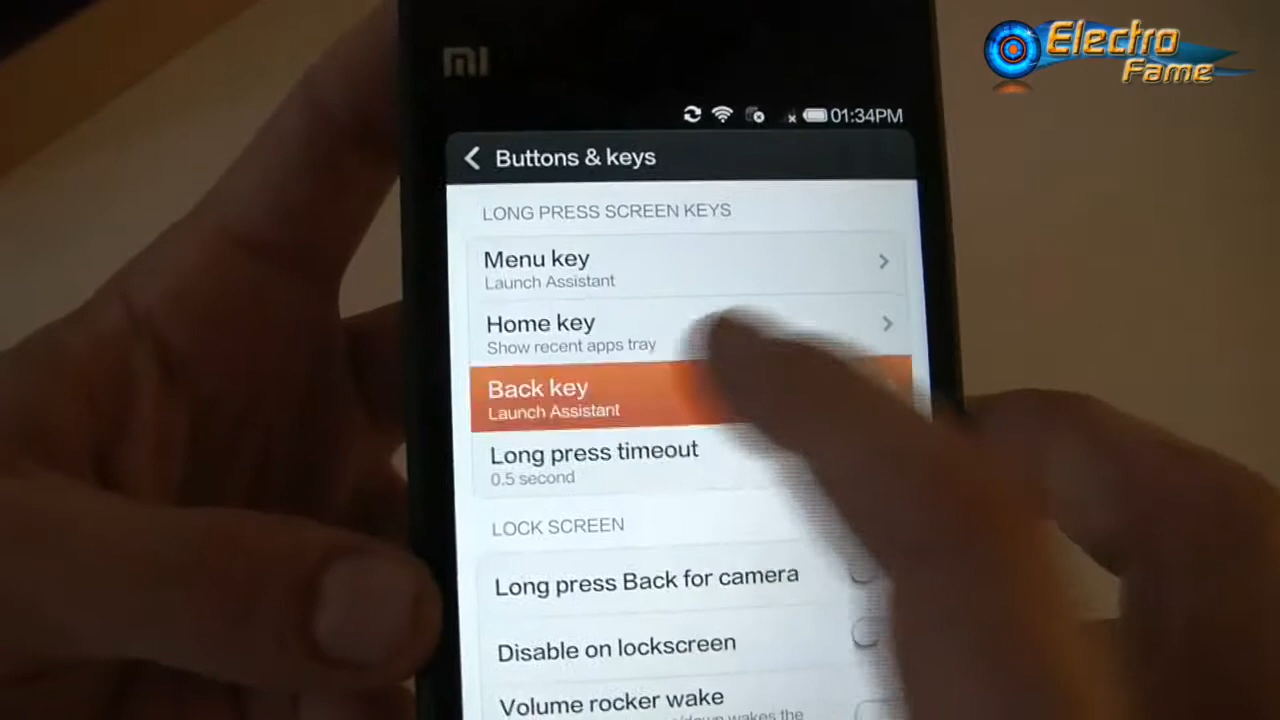 Electro
Fame
mi
01:34PM
Buttons & keys
LONG PRESS SCREEN KEYS
Menu key
Launch Assistant
Home key
Show recent apps tray
Back key
Launch Assistant
Long press timeout
0.5 second
LOCK SCREEN
Long press Back for camera
Disable on lockscreen
Volume rocker wake
wakes the